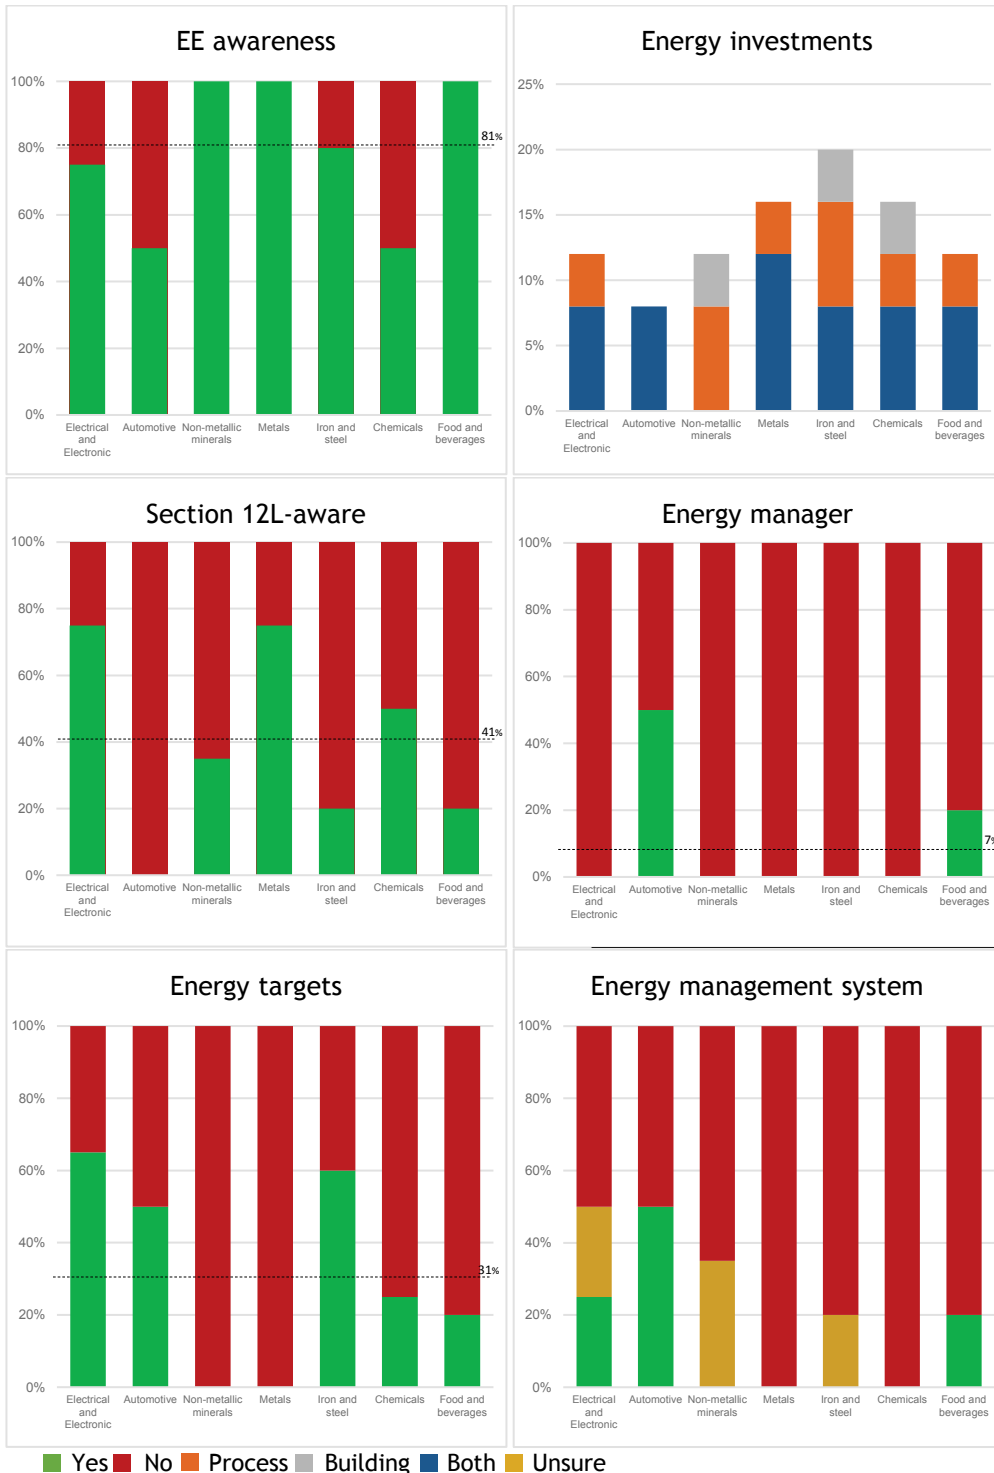 EE awareness
100%
80%
60%
40%
20%
0%
81%
Electrical and Electronic
Automotive
Non-metallic minerals
Metals
Iron and steel
Chemicals
Food and beverages
Energy investments
25%
20%
15%
10%
5%
0%
Electrical and Electronic
Automotive
Non-metallic minerals
Metals
Iron and steel
Chemicals
Food and beverages
Section 12L-aware
100%
80%
60%
40%
20%
0%
41%
Electrical and Electronic
Automotive
Non-metallic minerals
Metals
Iron and steel
Chemicals
Food and beverages
Energy manager
100%
80%
60%
40%
20%
0%
7%
Electrical and Electronic
Automotive
Non-metallic minerals
Metals
Iron and steel
Chemicals
Food and beverages
Energy targets
100%
80%
60%
40%
20%
0%
31%
Electrical and Electronic
Automotive
Non-metallic minerals
Metals
Iron and steel
Chemicals
Food and beverages
Energy management system
100%
80%
60%
40%
20%
0%
Electrical and Electronic
Automotive
Non-metallic minerals
Metals
Iron and steel
Chemicals
Food and beverages
Yes No Process Building Both Unsure